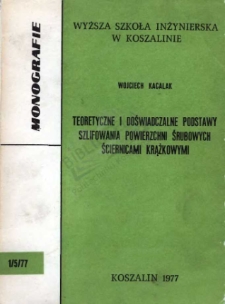 MONOGRAFIE
1/5/77
WYŻSZA SZKOŁA INŻYNIERSKA
W KOSZALINIE
WOJCIECH KACALAK
TEORETYCZNE I DOŚWIADCZALNE PODSTAWY
SZLIFOWANIA POWIERZCHNI ŚRUBOWYCH
ŚCIERNICAMI KRĄŻKOWYMI
KOSZALIN 1977